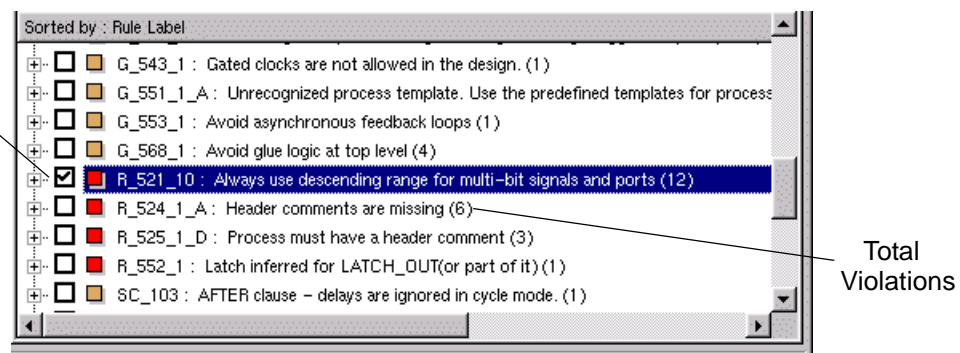 Sorted by : Rule Label
G_543_1 : Gated clocks are not allowed in the design. (1)
G_551_1_A : Unrecognized process template. Use the predefined templates for process
G_553_1 : Avoid asynchronous feedback loops (1)
G_568_1 : Avoid glue logic at top level (4)
R_521_10 : Always use descending range for multi-bit signals and ports (12)
R_524_1_A : Header comments are missing (6)
R_525_1_D : Process must have a header comment (3)
R_552_1 : Latch inferred for LATCH_OUT(or part of it) (1)
SC_103 : AFTER clause - delays are ignored in cycle mode. (1)
Total
Violations